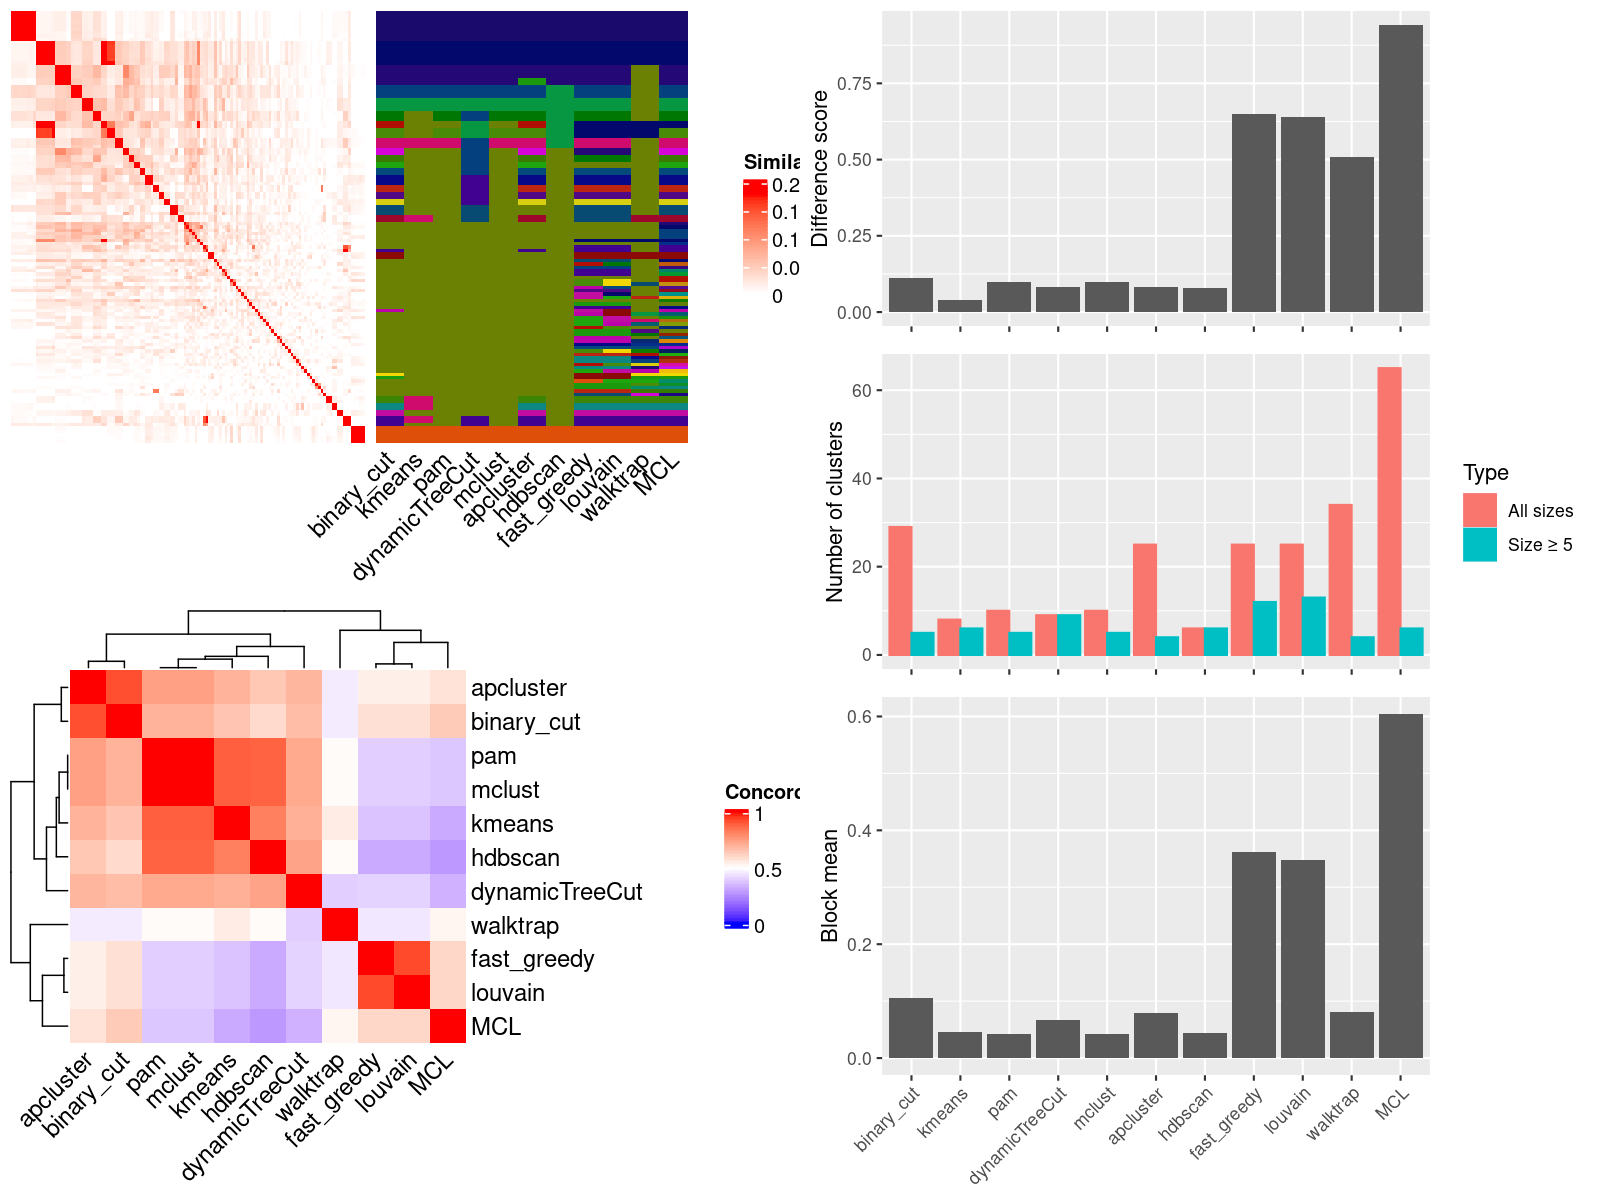 Simila
0.2
0.1
0.1
0.0
0
binary_cut
kmeans
pam
dynamicTreeCut
mclust
apcluster
hdbscan
fast_greedy
louvain
walktrap
MCL
Difference score
0.75
0.50
0.25
0.00
Number of clusters
60
40
20
0
Type
All sizes
Size ≥ 5
apcluster
binary_cut
pam
mclust
kmeans
hdbscan
dynamicTreeCut
walktrap
fast_greedy
louvain
MCL
apcluster
binary_cut
pam
mclust
kmeans
hdbscan
dynamicTreeCut
walktrap
fast_greedy
louvain
MCL
Concord
1
0.5
0
Block mean
0.6
0.4
0.2
0.0
binary_cut
kmeans
pam
dynamicTreeCut
mclust
apcluster
hdbscan
fast_greedy
louvain
walktrap
MCL